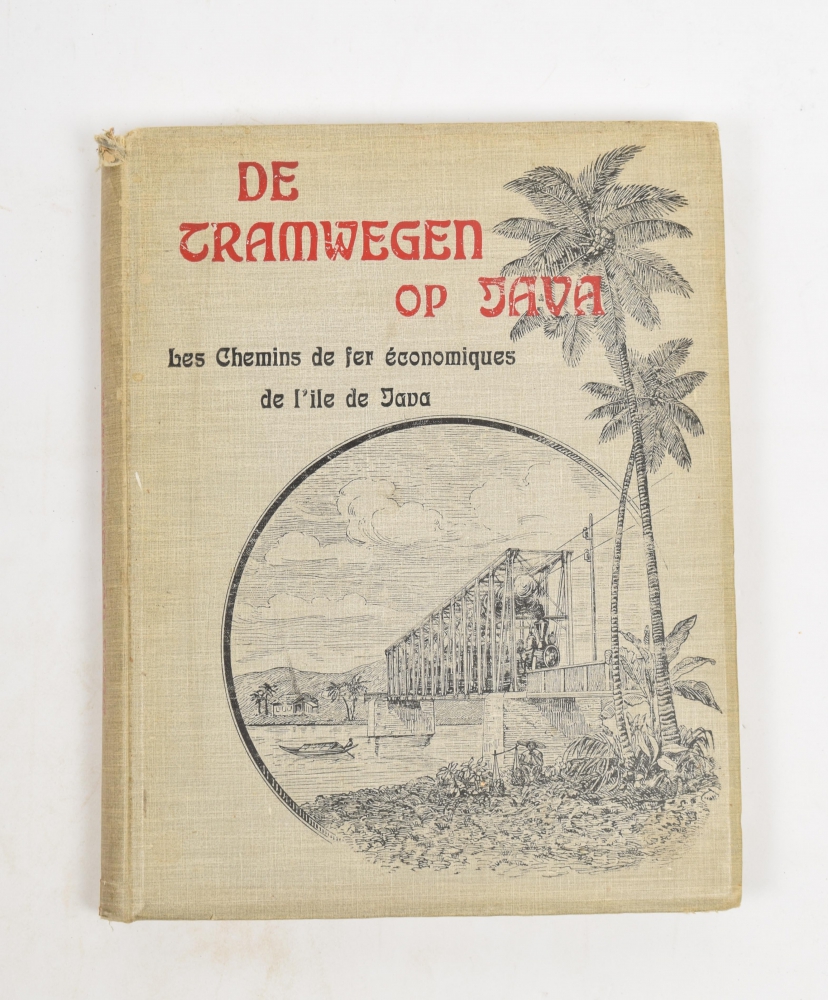 DE
TRAMWEGEN
OP JAVA
Les Chemins de fer économiques
de l'ile de Java